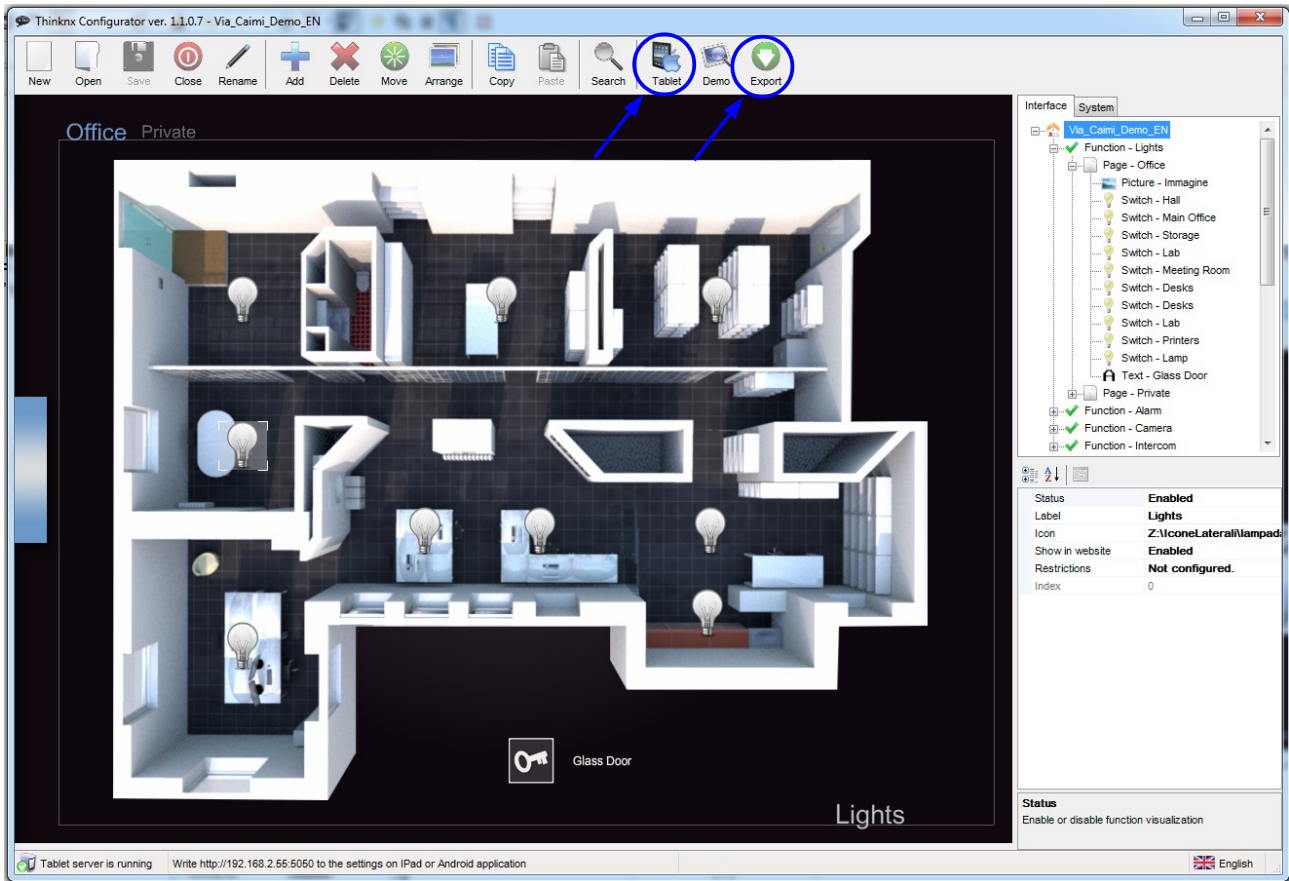 Thinknx Configurator ver. 1.1.0.7 - Via_Caimi_Demo_EN
New Open Save Close Rename Add Delete Move Arrange Copy Paste Search Tablet Demo Export
Office Private
Glass Door
Lights
Interface System
Via_Caimi_Demo_EN
Function - Lights
Page - Office
Picture - Immagine
Switch - Hall
Switch - Main Office
Switch - Storage
Switch - Lab
Switch - Meeting Room
Switch - Desks
Switch - Desks
Switch - Lab
Switch - Printers
Switch - Lamp
A Text - Glass Door
Page - Private
Function - Alarm
Function - Camera
Function - Intercom
Status Enabled
Label Lights
Icon Z:\IconeLaterali\lampad
Show in website Enabled
Restrictions Not configured.
Index 0
Status
Enable or disable function visualization
Tablet server is running Write http://192.168.2.55:5050 to the settings on IPad or Android application English